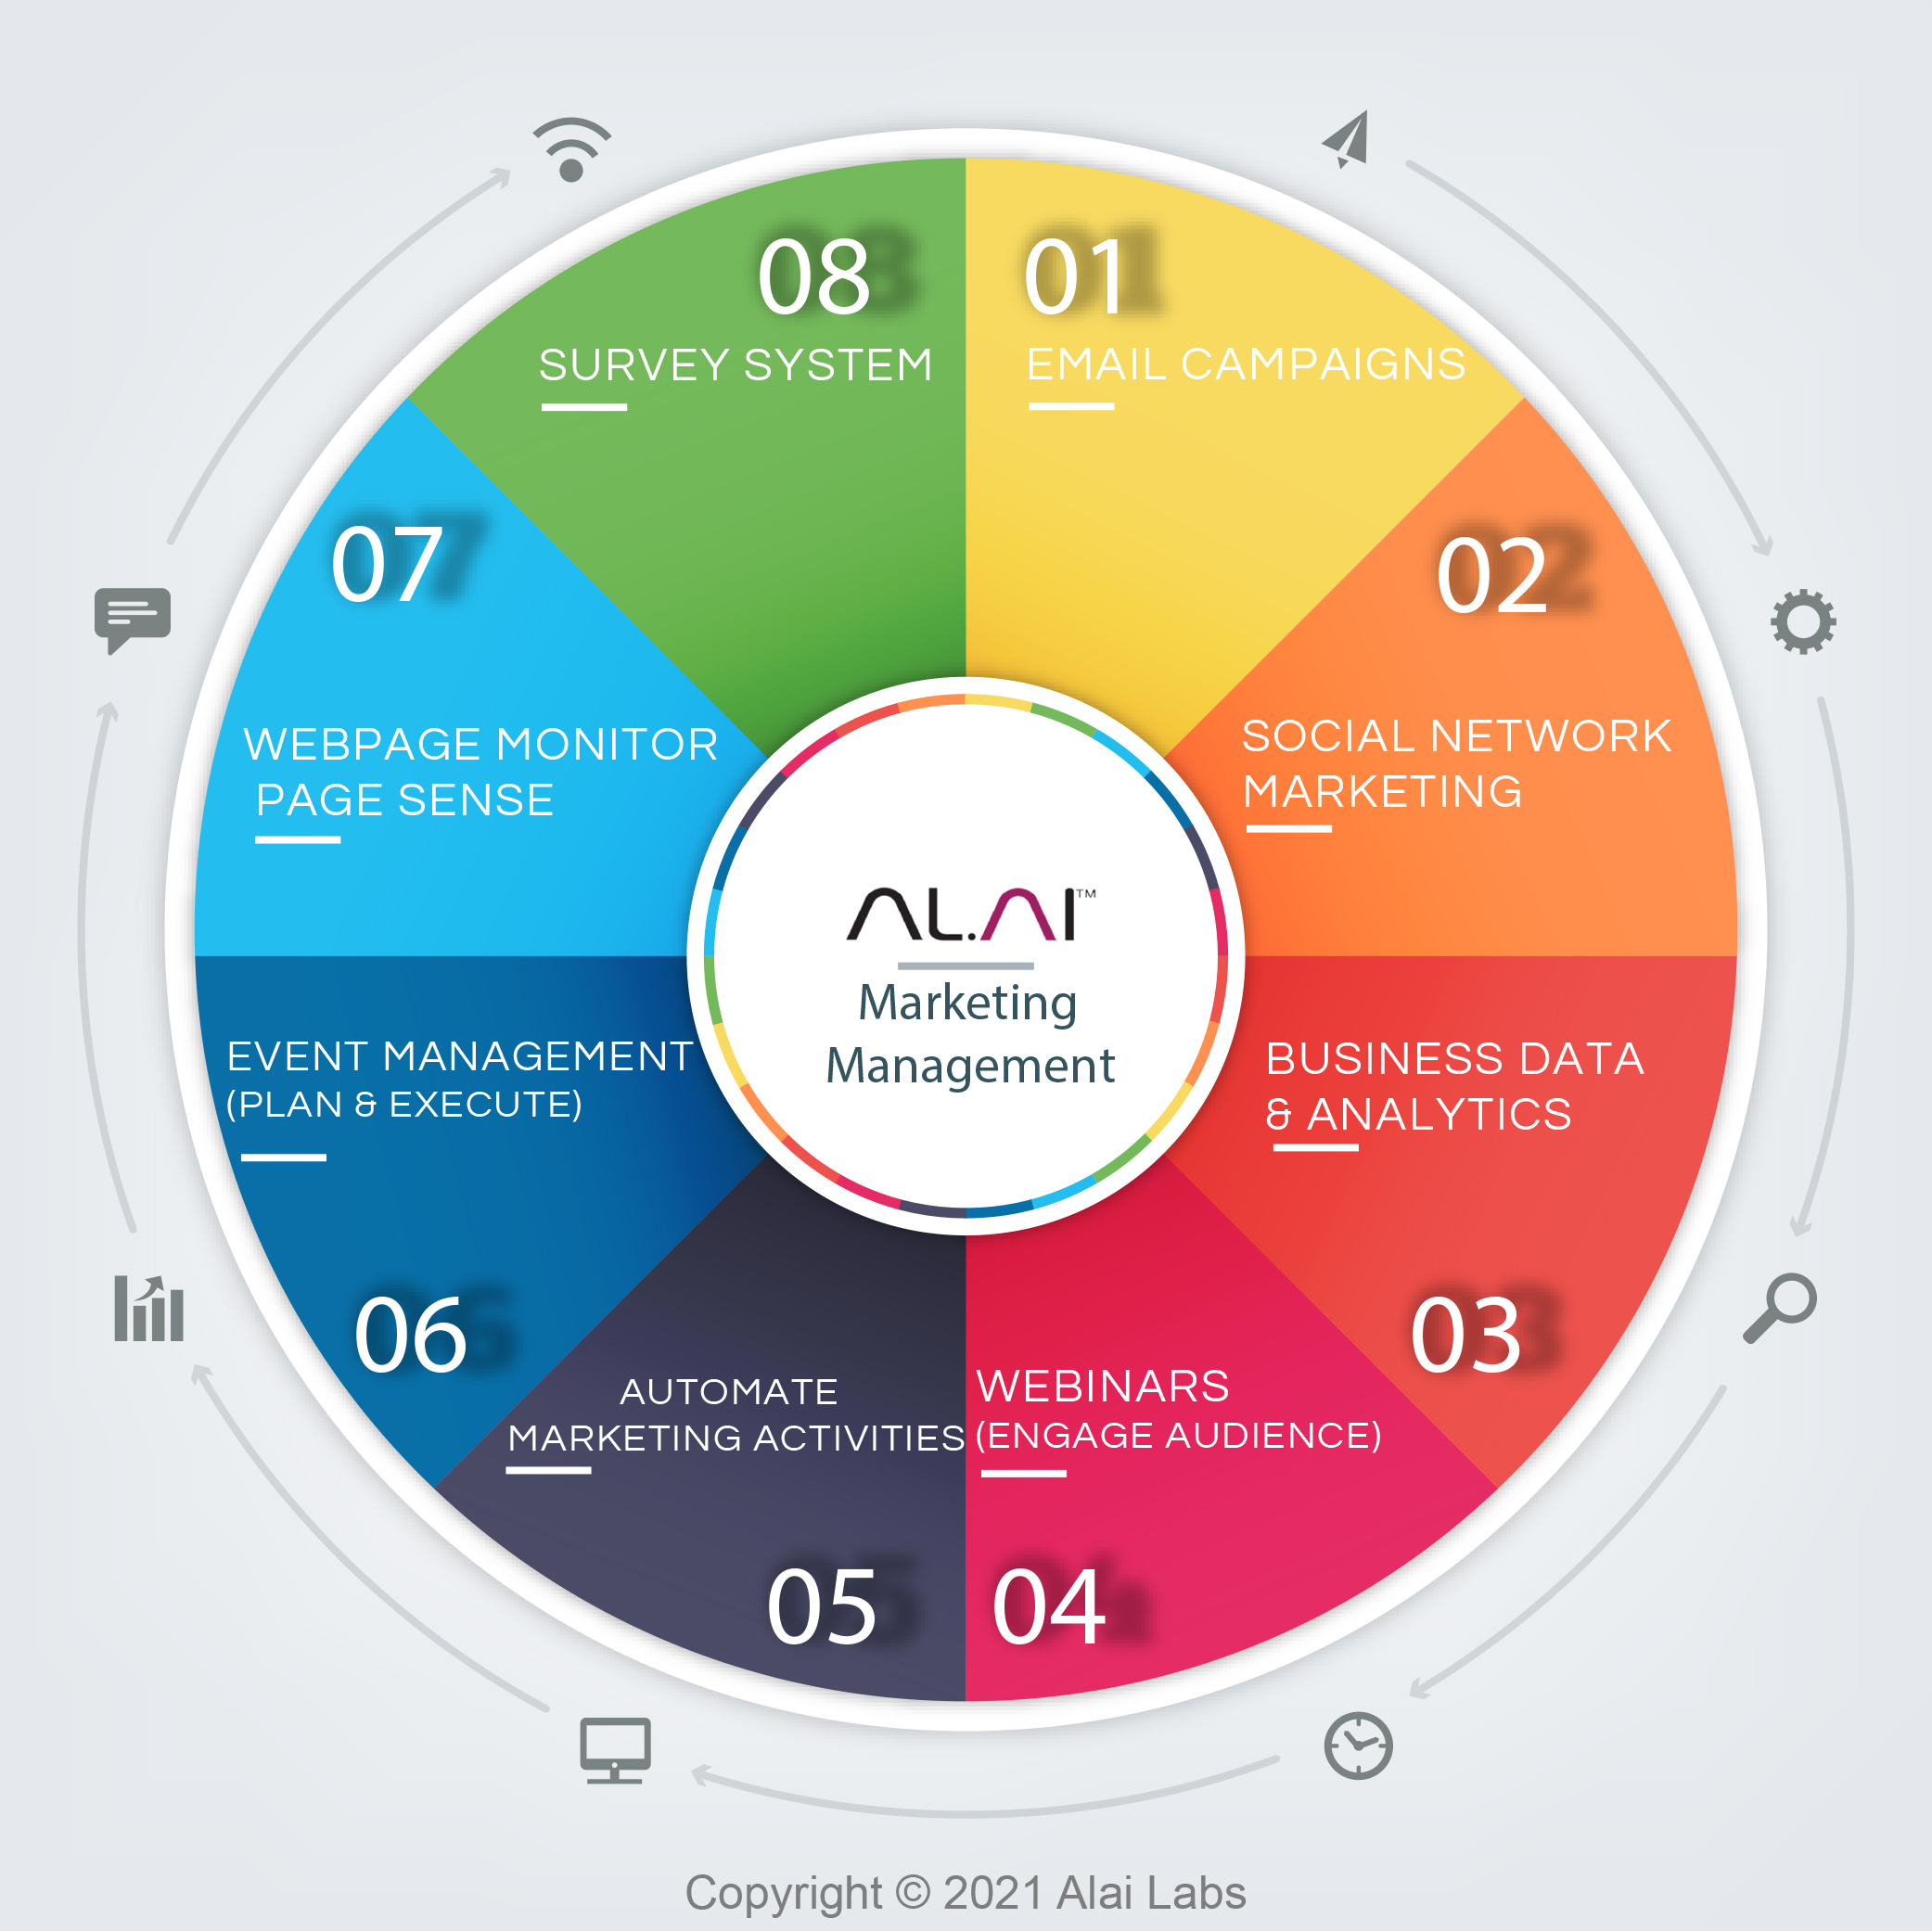 01
EMAIL CAMPAIGNS
02
SOCIAL NETWORK
MARKETING
03
BUSINESS DATA
& ANALYTICS
04
WEBINARS
(ENGAGE AUDIENCE)
05
AUTOMATE
MARKETING ACTIVITIES
06
EVENT MANAGEMENT
(PLAN & EXECUTE)
07
WEBPAGE MONITOR
PAGE SENSE
08
SURVEY SYSTEM
AL.AI™
Marketing
Management
Copyright © 2021 Alai Labs